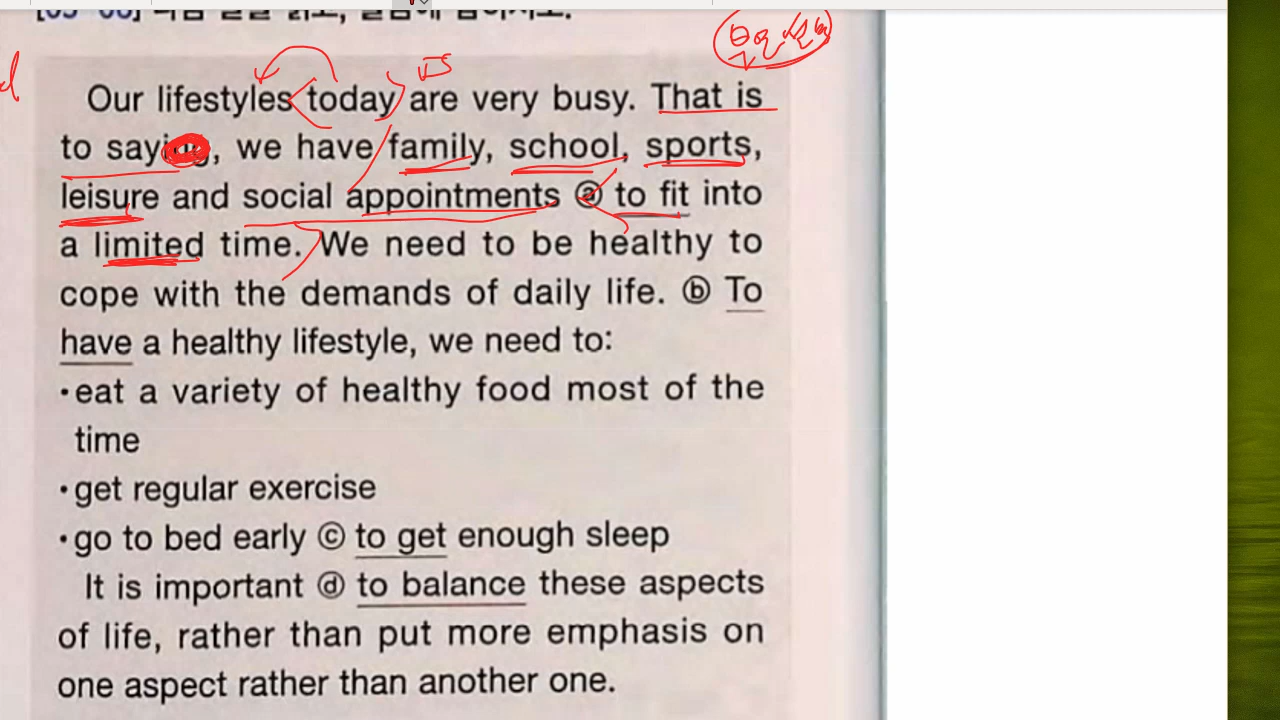 Our lifestyles today are very busy. That is
to saying, we have family, school, sports,
leisure and social appointments ⓐ to fit into
a limited time. We need to be healthy to
cope with the demands of daily life. ⓑ To
have a healthy lifestyle, we need to:
•eat a variety of healthy food most of the
time
•get regular exercise
•go to bed early ⓒ to get enough sleep
It is important ⓓ to balance these aspects
of life, rather than put more emphasis on
one aspect rather than another one.